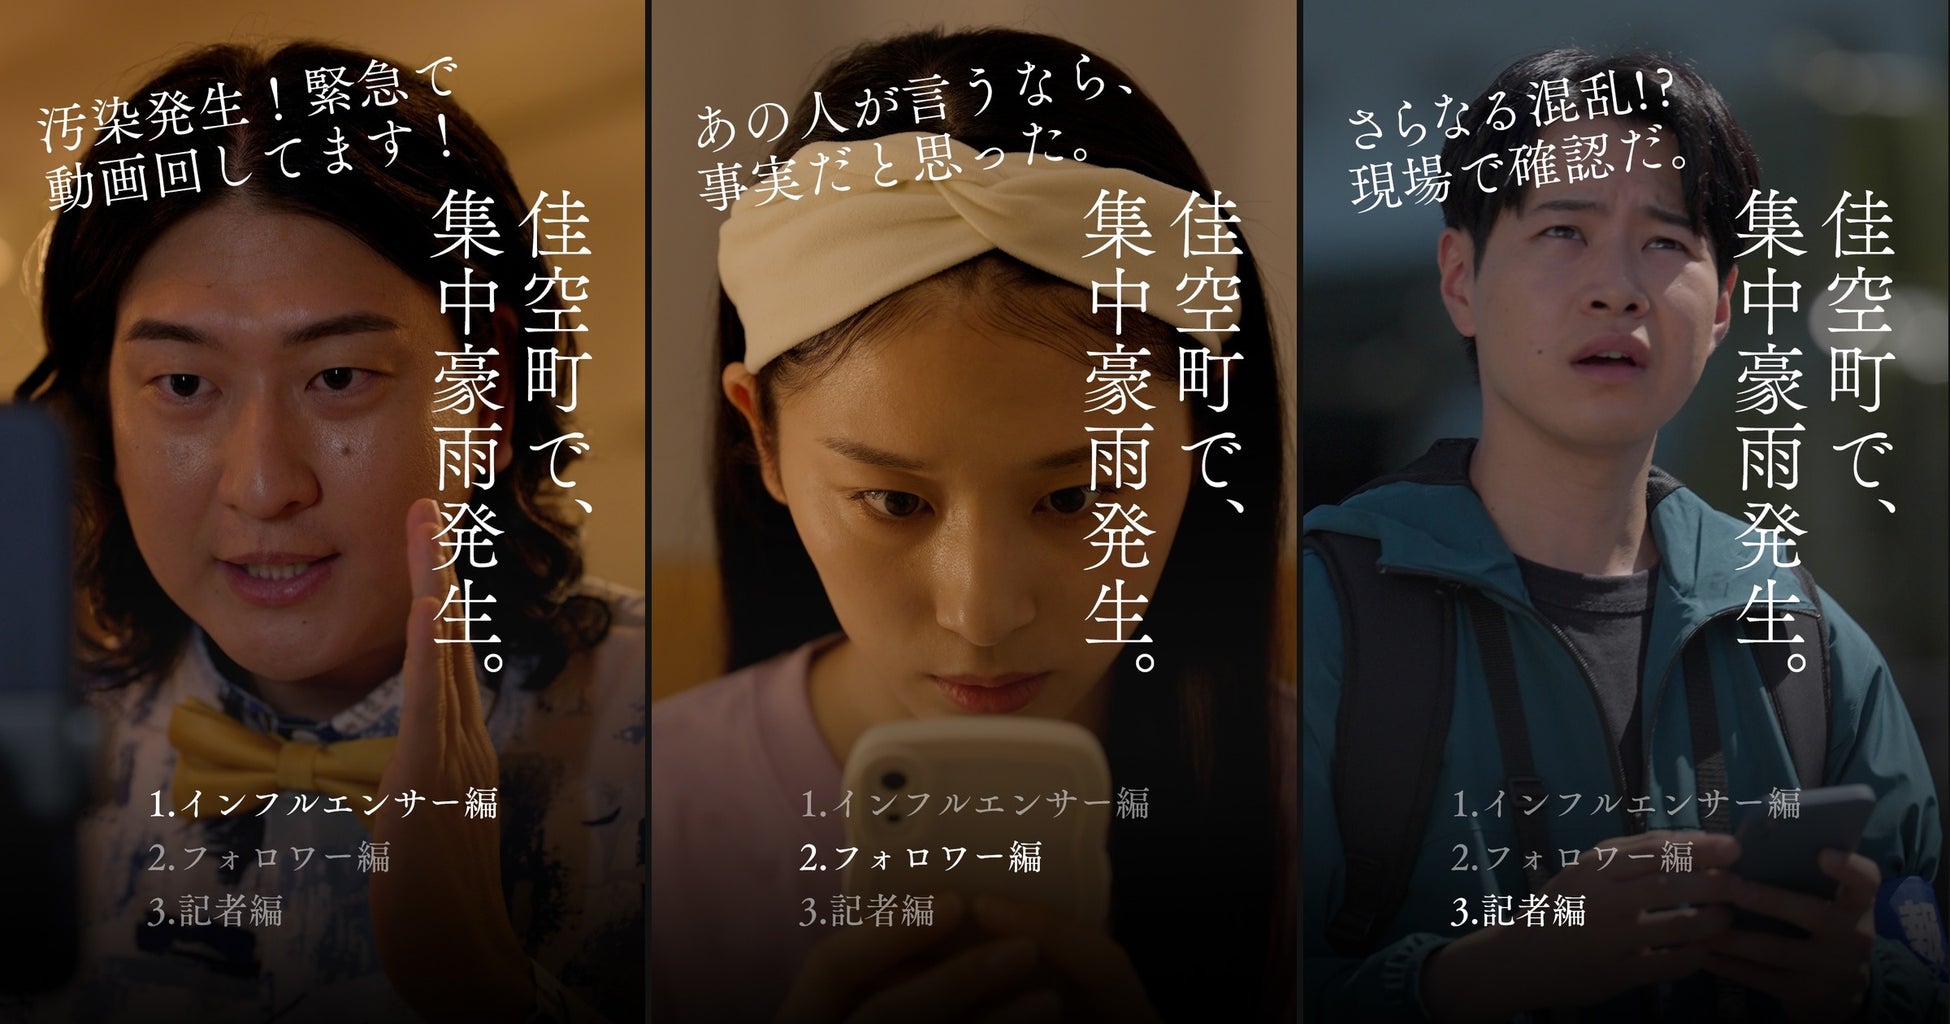 汚染発生！緊急で
動画回してます！
佳空町で、
集中豪雨発生。
1.インフルエンサー編
2.フォロワー編
3.記者編
あの人が言うなら、
事実だと思った。
佳空町で、
集中豪雨発生。
1.インフルエンサー編
2.フォロワー編
3.記者編
さらなる混乱!?
現場で確認だ。
佳空町で、
集中豪雨発生。
1.インフルエンサー編
2.フォロワー編
3.記者編